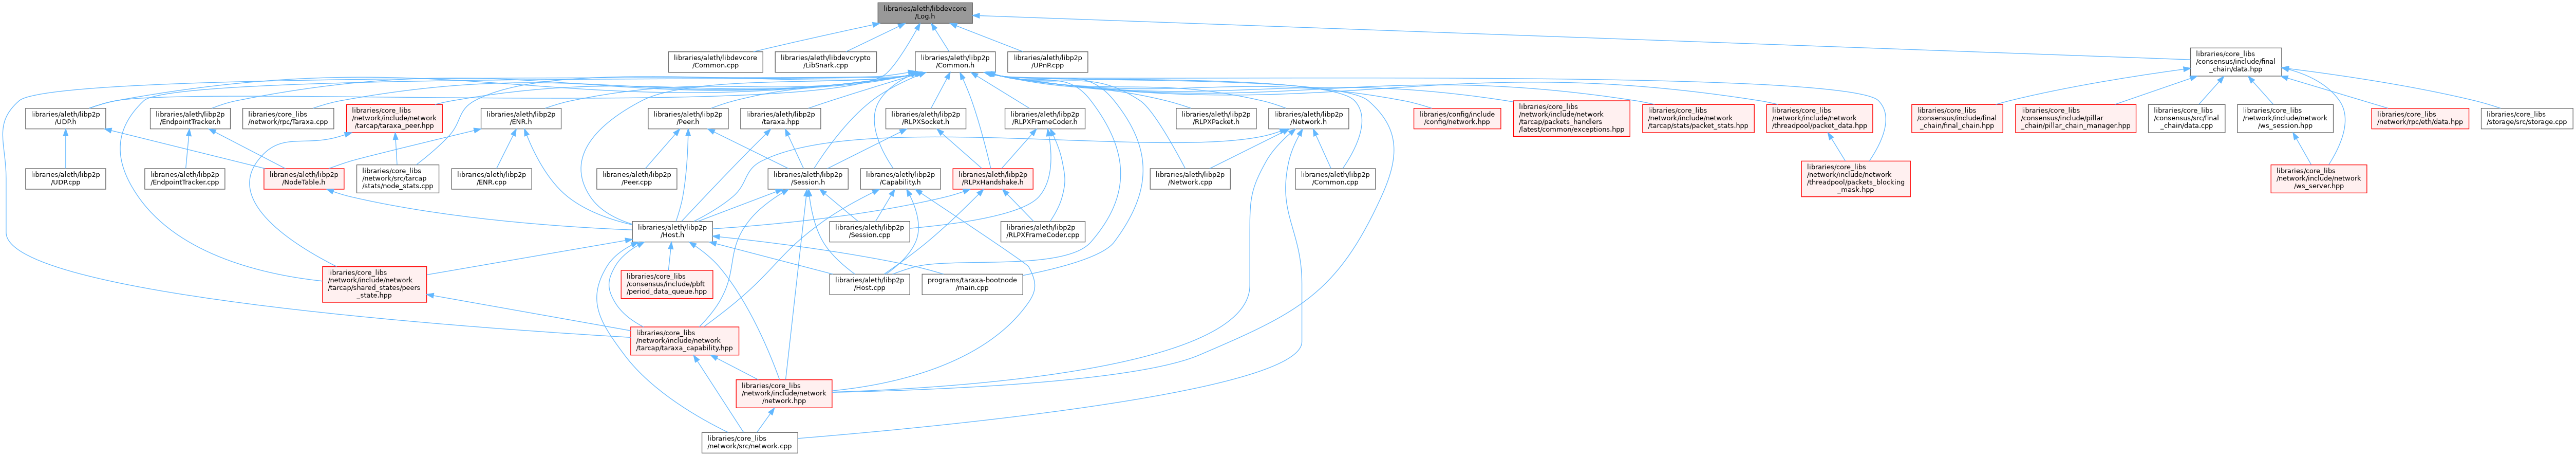 libraries/aleth/libdevcore
/Log.h
libraries/aleth/libdevcore
/Common.cpp
libraries/aleth/libdevcrypto
/LibSnark.cpp
libraries/aleth/libp2p
/Common.h
libraries/aleth/libp2p
/UPnP.cpp
libraries/core_libs
/consensus/include/final
_chain/data.hpp
libraries/aleth/libp2p
/UDP.h
libraries/aleth/libp2p
/EndpointTracker.h
libraries/core_libs
/network/rpc/Taraxa.cpp
libraries/core_libs
/network/include/network
/tarcap/taraxa_peer.hpp
libraries/aleth/libp2p
/ENR.h
libraries/aleth/libp2p
/Peer.h
libraries/aleth/libp2p
/taraxa.hpp
libraries/aleth/libp2p
/RLPXSocket.h
libraries/aleth/libp2p
/RLPXFrameCoder.h
libraries/aleth/libp2p
/RLPXPacket.h
libraries/aleth/libp2p
/Network.h
libraries/config/include
/config/network.hpp
libraries/core_libs
/network/include/network
/tarcap/packets_handlers
/latest/common/exceptions.hpp
libraries/core_libs
/network/include/network
/tarcap/stats/packet_stats.hpp
libraries/core_libs
/network/include/network
/threadpool/packet_data.hpp
libraries/core_libs
/consensus/include/final
_chain/final_chain.hpp
libraries/core_libs
/consensus/include/pillar
_chain/pillar_chain_manager.hpp
libraries/core_libs
/consensus/src/final
_chain/data.cpp
libraries/core_libs
/network/include/network
/ws_session.hpp
libraries/core_libs
/network/rpc/eth/data.hpp
libraries/core_libs
/storage/src/storage.cpp
libraries/aleth/libp2p
/UDP.cpp
libraries/aleth/libp2p
/EndpointTracker.cpp
libraries/aleth/libp2p
/NodeTable.h
libraries/core_libs
/network/src/tarcap
/stats/node_stats.cpp
libraries/aleth/libp2p
/ENR.cpp
libraries/aleth/libp2p
/Peer.cpp
libraries/aleth/libp2p
/Session.h
libraries/aleth/libp2p
/Capability.h
libraries/aleth/libp2p
/RLPxHandshake.h
libraries/aleth/libp2p
/Network.cpp
libraries/aleth/libp2p
/Common.cpp
libraries/core_libs
/network/include/network
/threadpool/packets_blocking
_mask.hpp
libraries/core_libs
/network/include/network
/ws_server.hpp
libraries/aleth/libp2p
/Host.h
libraries/aleth/libp2p
/Session.cpp
libraries/aleth/libp2p
/RLPXFrameCoder.cpp
libraries/core_libs
/network/include/network
/tarcap/shared_states/peers
_state.hpp
libraries/core_libs
/consensus/include/pbft
/period_data_queue.hpp
libraries/aleth/libp2p
/Host.cpp
programs/taraxa-bootnode
/main.cpp
libraries/core_libs
/network/include/network
/tarcap/taraxa_capability.hpp
libraries/core_libs
/network/include/network
/network.hpp
libraries/core_libs
/network/src/network.cpp